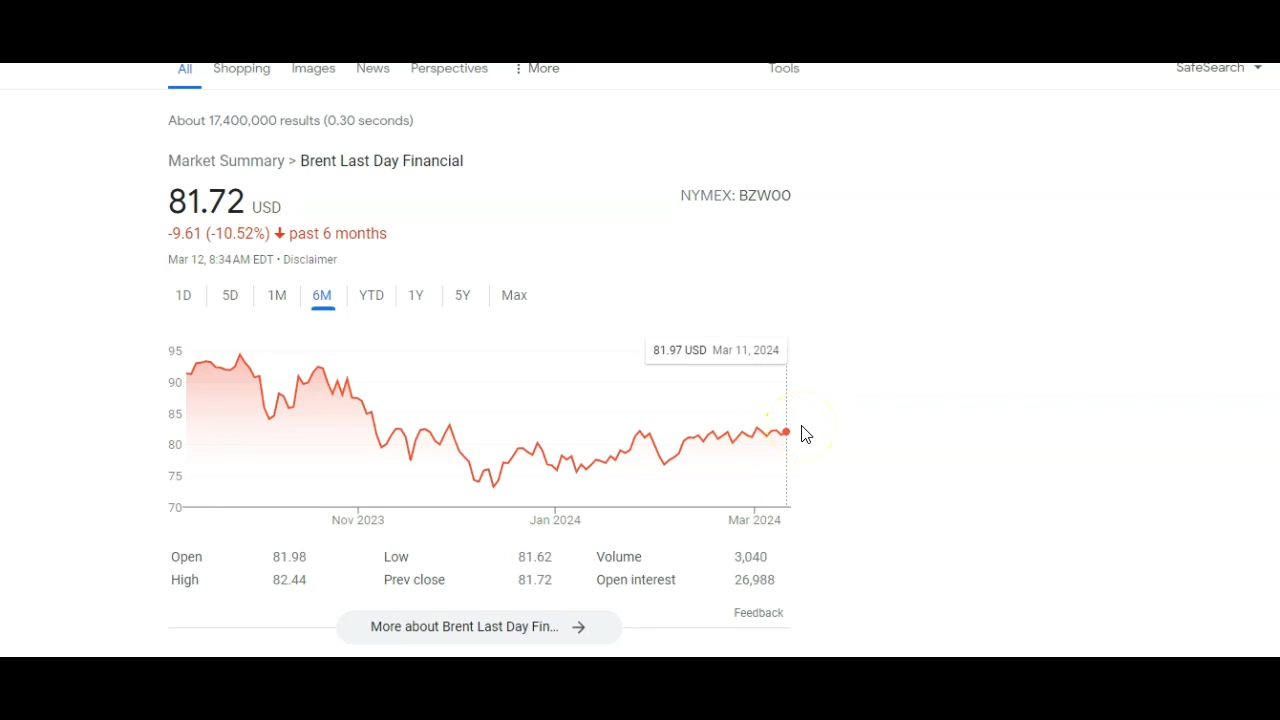 All Shopping Images News Perspectives ⋮ More Tools SafeSearch
About 17,400,000 results (0.30 seconds)
Market Summary > Brent Last Day Financial
81.72 USD
NYMEX: BZW00
-9.61 (-10.52%) ↓ past 6 months
Mar 12, 8:34 AM EDT • Disclaimer
1D 5D 1M 6M YTD 1Y 5Y Max
81.97 USD Mar 11, 2024
95
90
85
80
75
70
Nov 2023 Jan 2024 Mar 2024
Open 81.98 Low 81.62 Volume 3,040
High 82.44 Prev close 81.72 Open interest 26,988
Feedback
More about Brent Last Day Fin... →